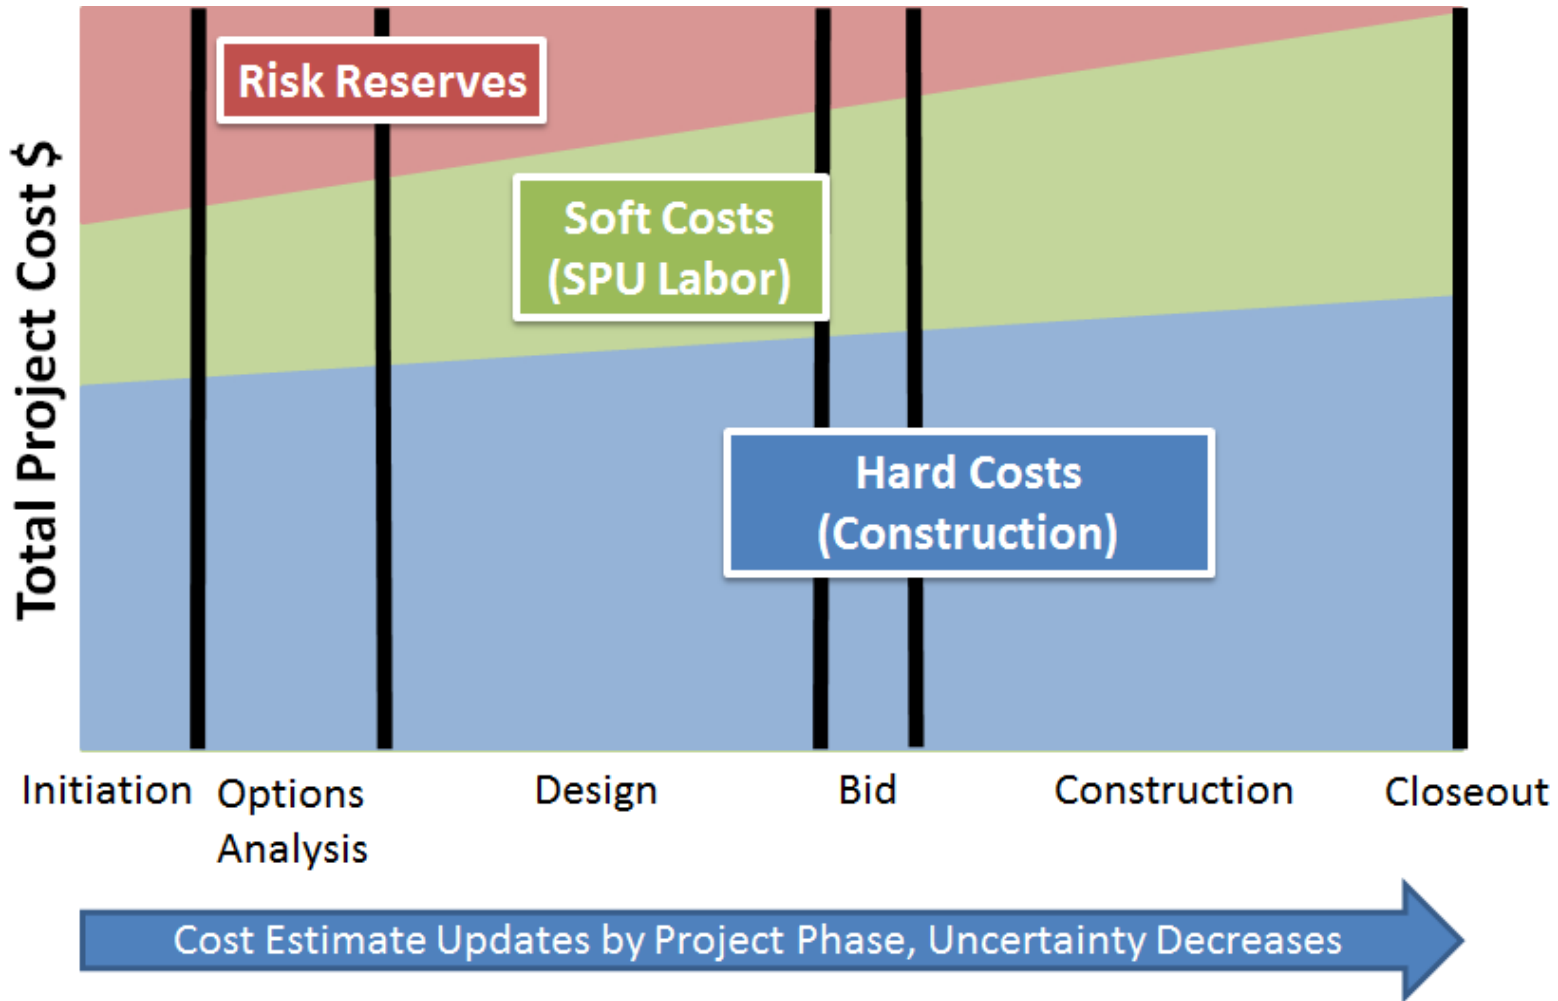 Total Project Cost $
Risk Reserves
Soft Costs
(SPU Labor)
Hard Costs
(Construction)
Initiation
Options
Analysis
Design
Bid
Construction
Closeout
Cost Estimate Updates by Project Phase, Uncertainty Decreases